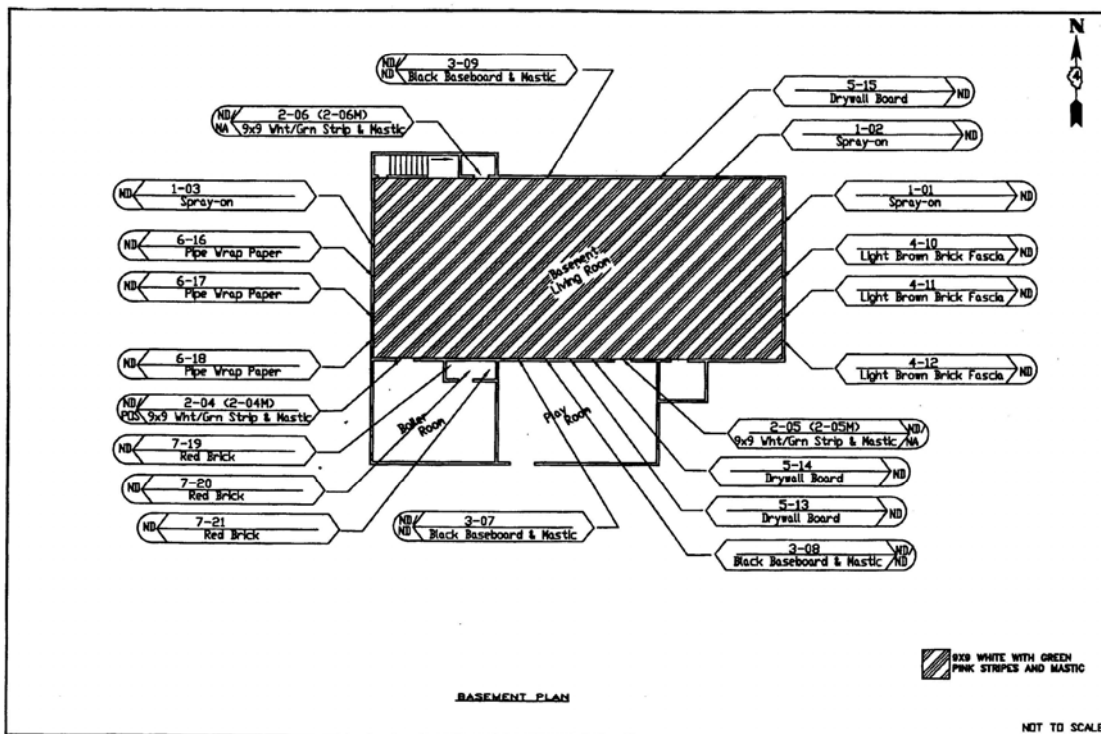 N
4
ND/
ND
3-09
Black Baseboard & Mastic
5-15
Drywall Board
ND
ND/
NA
2-06 (2-06M)
9x9 Wht/Grn Strip & Mastic
1-02
Spray-on
ND
ND
1-03
Spray-on
1-01
Spray-on
ND
ND
6-16
Pipe Wrap Paper
4-10
Light Brown Brick Fascia
ND
ND
6-17
Pipe Wrap Paper
4-11
Light Brown Brick Fascia
ND
Basement
Living Room
ND
6-18
Pipe Wrap Paper
4-12
Light Brown Brick Fascia
ND
ND/
POS
2-04 (2-04M)
9x9 Wht/Grn Strip & Mastic
Boiler
Room
Play
Room
2-05 (2-05M)
9x9 Wht/Grn Strip & Mastic
ND/
NA
ND
7-19
Red Brick
5-14
Drywall Board
ND
ND
7-20
Red Brick
5-13
Drywall Board
ND
ND
7-21
Red Brick
ND/
ND
3-07
Black Baseboard & Mastic
3-08
Black Baseboard & Mastic
ND/
ND
9X9 WHITE WITH GREEN
PINK STRIPES AND MASTIC
BASEMENT PLAN
NOT TO SCALE